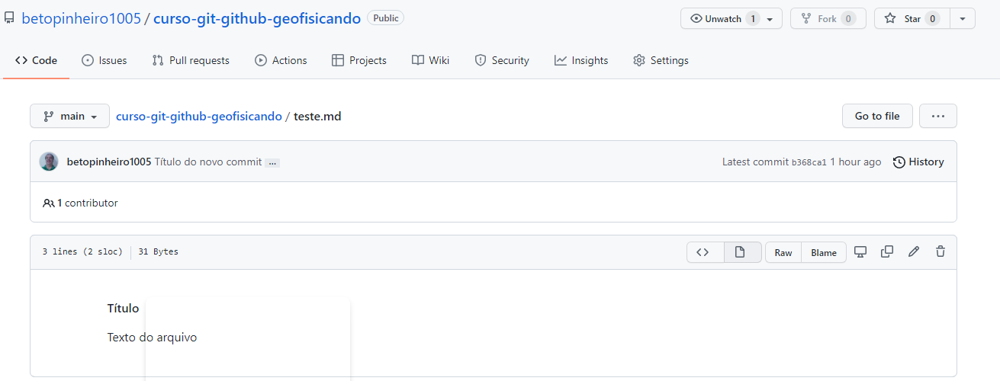 betopinheiro1005 / curso-git-github-geofisicando Public Unwatch 1 Fork 0 Star 0
Code Issues Pull requests Actions Projects Wiki Security Insights Settings
main curso-git-github-geofisicando / teste.md Go to file ...
betopinheiro1005 Título do novo commit ... Latest commit b368ca1 1 hour ago History
1 contributor
3 lines (2 sloc) 31 Bytes <> Raw Blame
Título
Texto do arquivo